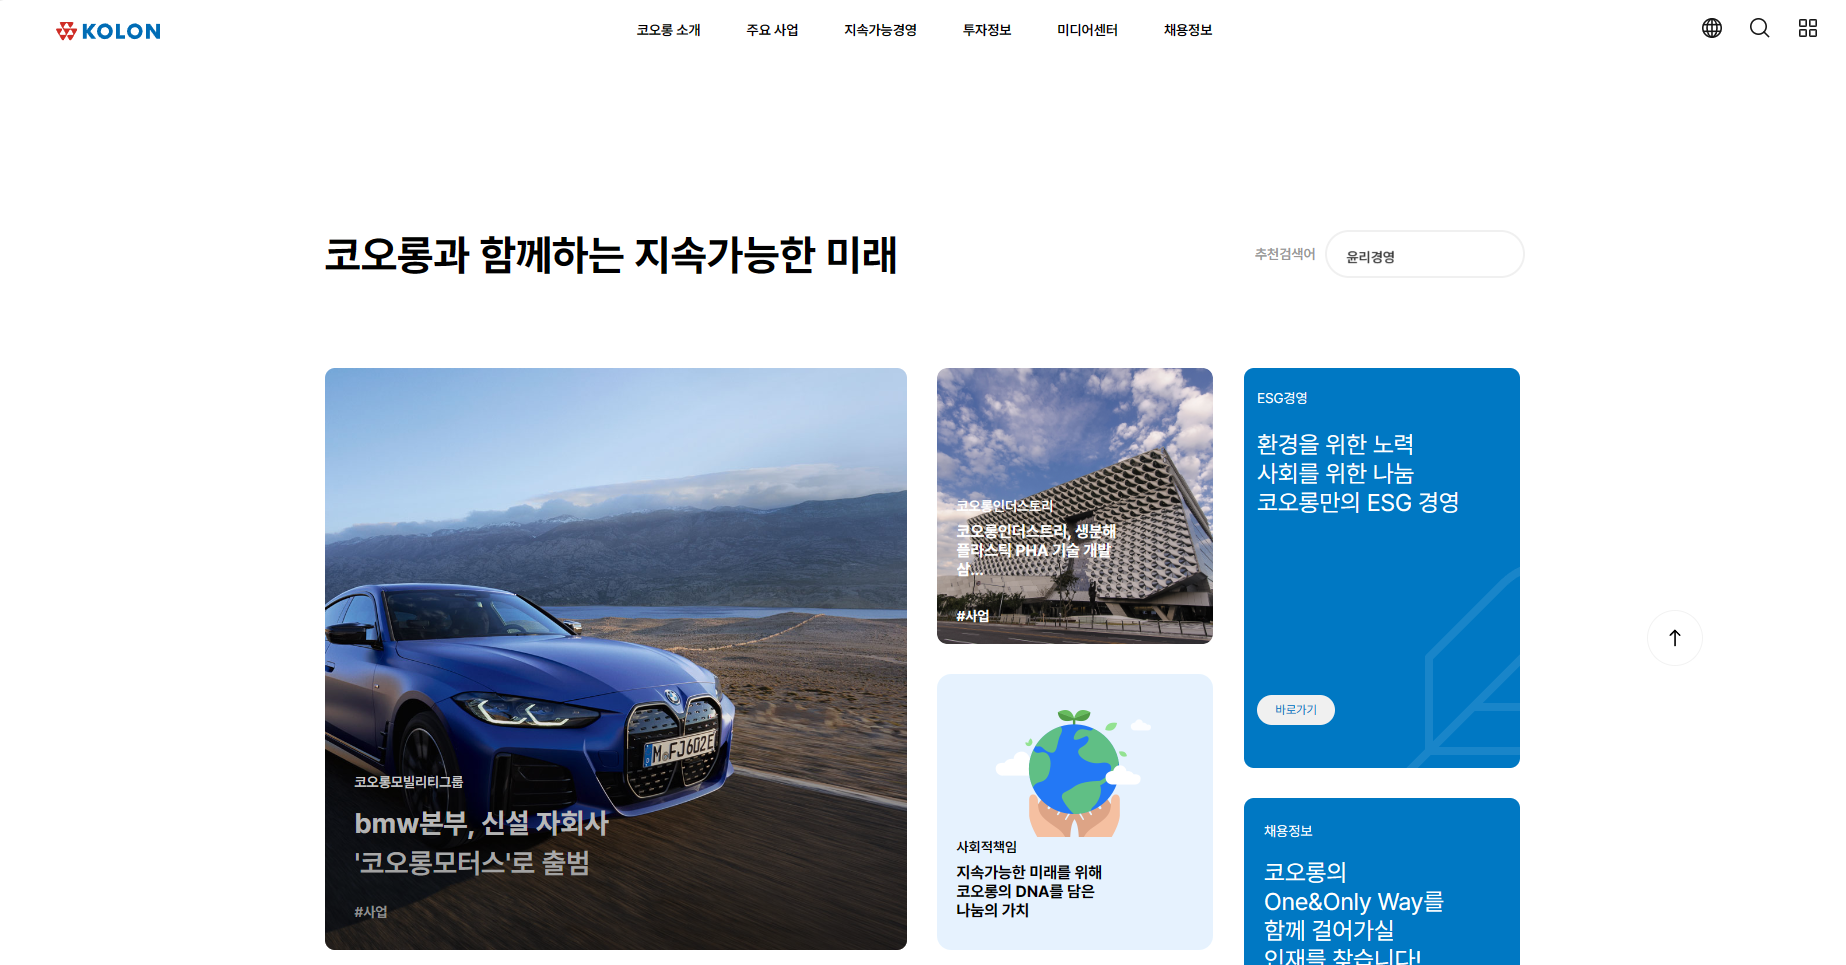 KOLON
코오롱 소개
주요 사업
지속가능경영
투자정보
미디어센터
채용정보
코오롱과 함께하는 지속가능한 미래
추천검색어
윤리경영
M FJ602E
코오롱모빌리티그룹
bmw본부, 신설 자회사
'코오롱모터스'로 출범
#사업
코오롱인더스트리
코오롱인더스트리, 생분해
플라스틱 PHA 기술 개발
삼...
#사업
사회적책임
지속가능한 미래를 위해
코오롱의 DNA를 담은
나눔의 가치
ESG경영
환경을 위한 노력
사회를 위한 나눔
코오롱만의 ESG 경영
바로가기
채용정보
코오롱의
One&Only Way를
함께 걸어가실
인재를 찾습니다!